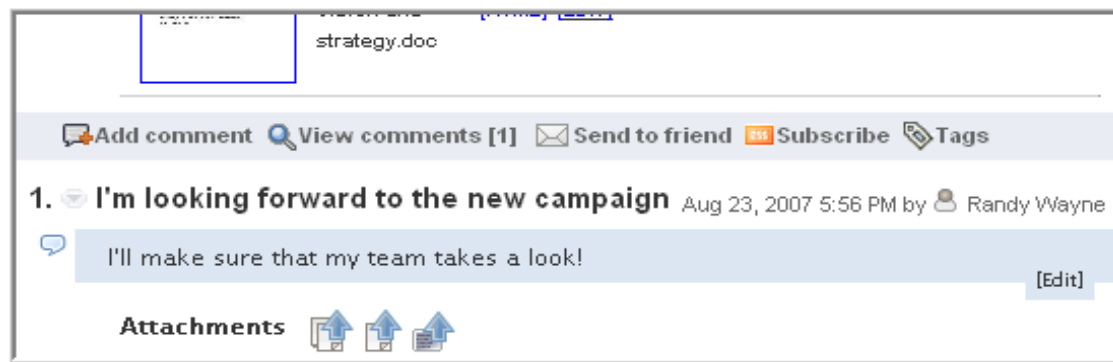 strategy.doc
Add comment View comments [1] Send to friend Subscribe Tags
1. I'm looking forward to the new campaign Aug 23, 2007 5:56 PM by Randy Wayne
I'll make sure that my team takes a look!
[Edit]
Attachments